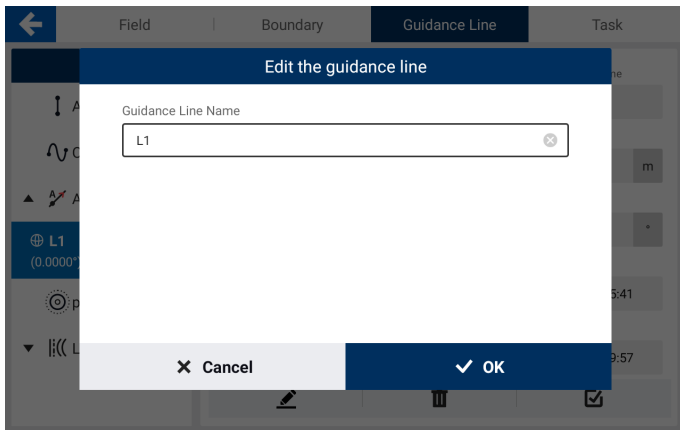 Field
Boundary
Guidance Line
Task
Edit the guidance line
Guidance Line Name
L1
m
°
L1
(0.0000°)
5:41
9:57
Cancel
OK